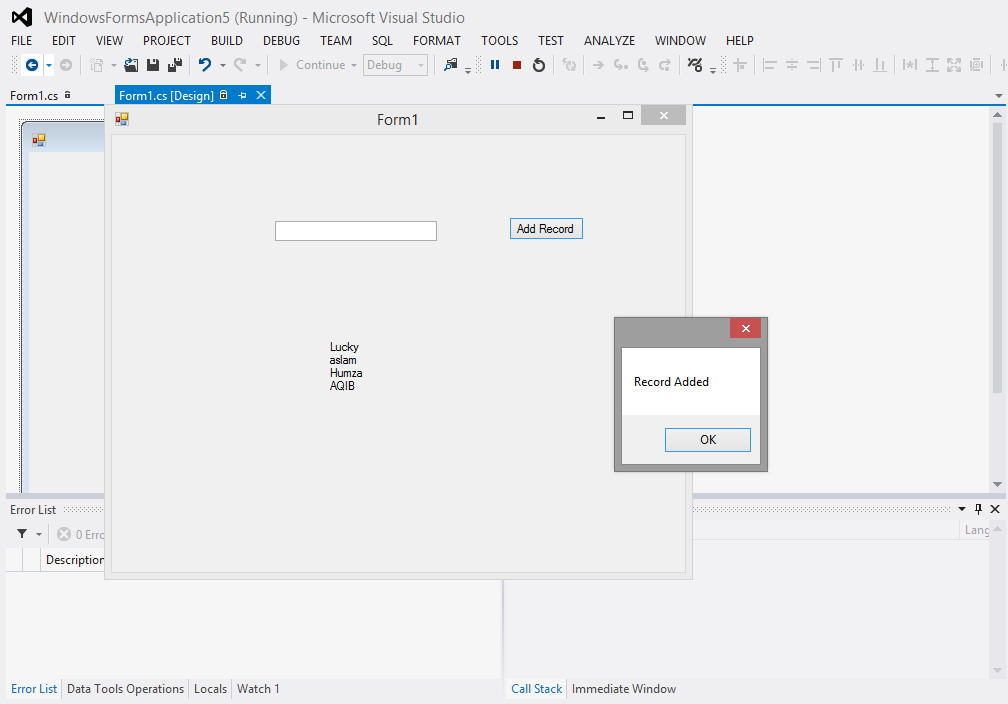 WindowsFormsApplication5 (Running) - Microsoft Visual Studio
FILE EDIT VIEW PROJECT BUILD DEBUG TEAM SQL FORMAT TOOLS TEST ANALYZE WINDOW HELP
Continue Debug
Form1.cs Form1.cs [Design]
Form1
Add Record
Lucky
aslam
Humza
AQIB
Record Added
OK
Error List
0 Erro
Lang
Description
Error List Data Tools Operations Locals Watch 1 Call Stack Immediate Window